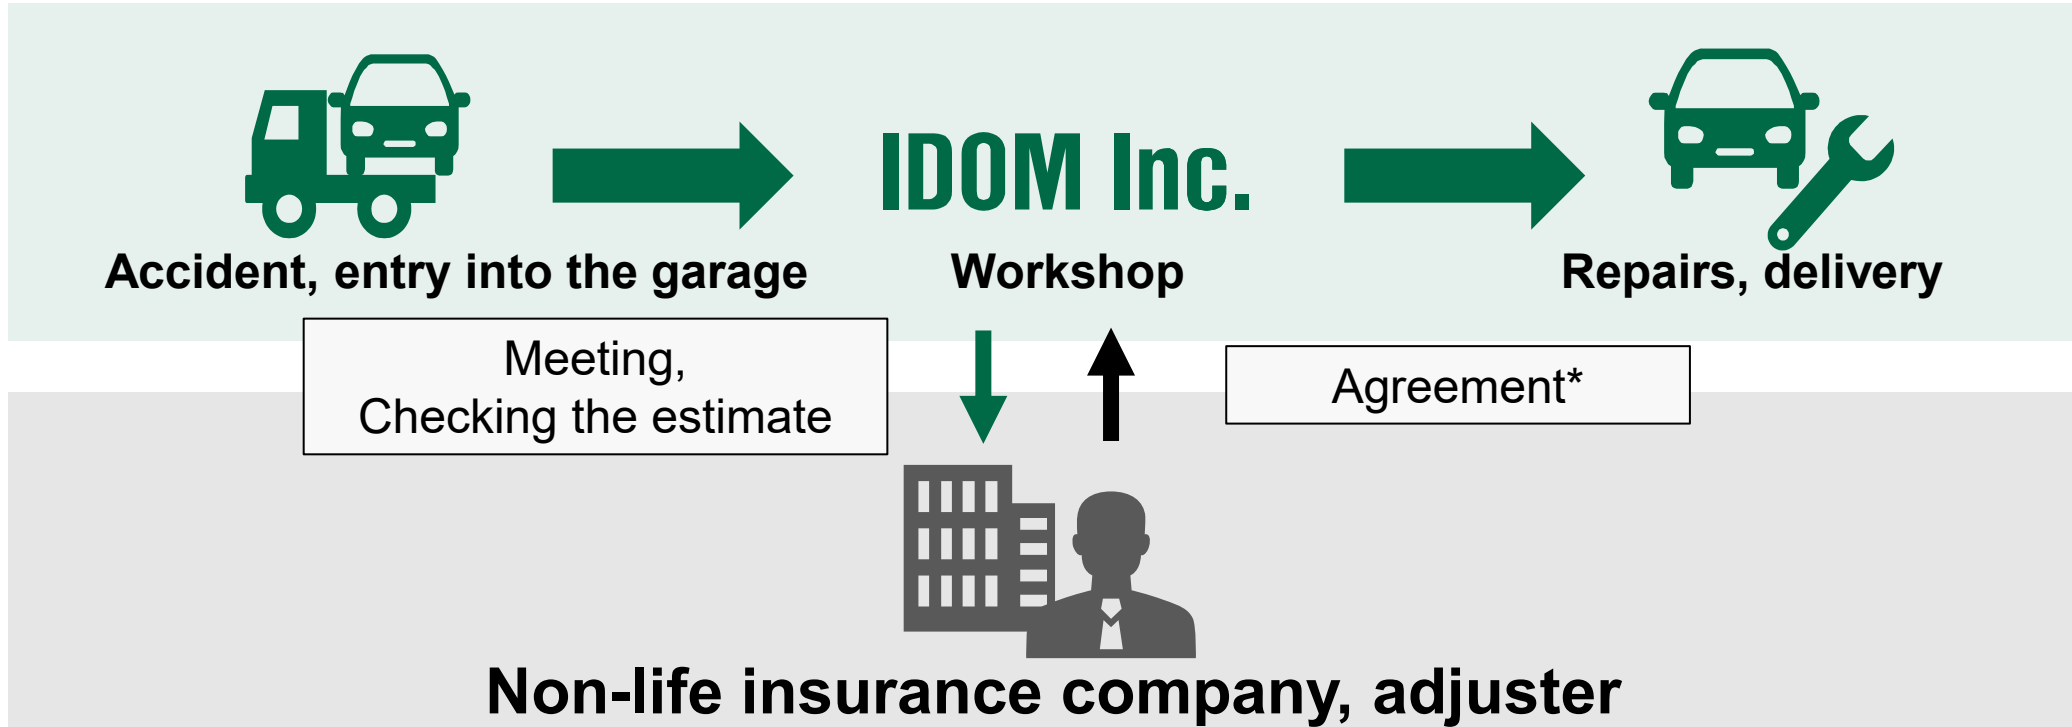 IDOM Inc.
Accident, entry into the garage
Workshop
Repairs, delivery
Meeting,
Checking the estimate
Agreement*
Non-life insurance company, adjuster